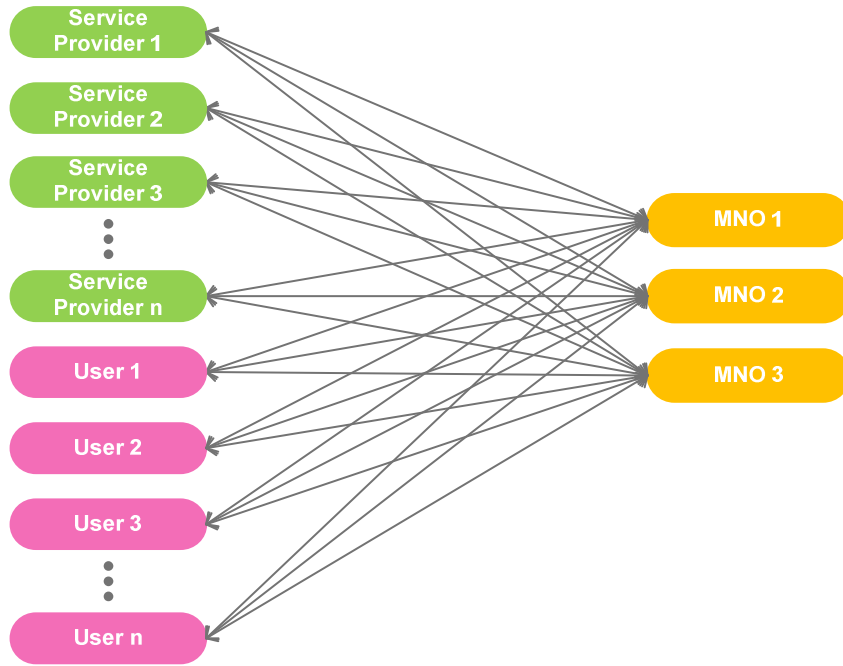 Service
Provider 1
Service
Provider 2
Service
Provider 3
Service
Provider n
User 1
User 2
User 3
User n
MNO 1
MNO 2
MNO 3